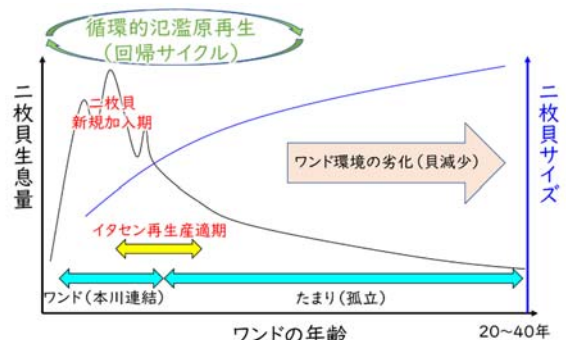 循環的氾濫原再生
(回帰サイクル)
二枚貝生息量
二枚貝
新規加入期
二枚貝サイズ
ワンド環境の劣化(貝減少)
イタセン再生産適期
ワンド(本川連結)
たまり(孤立)
ワンドの年齢
20~40年